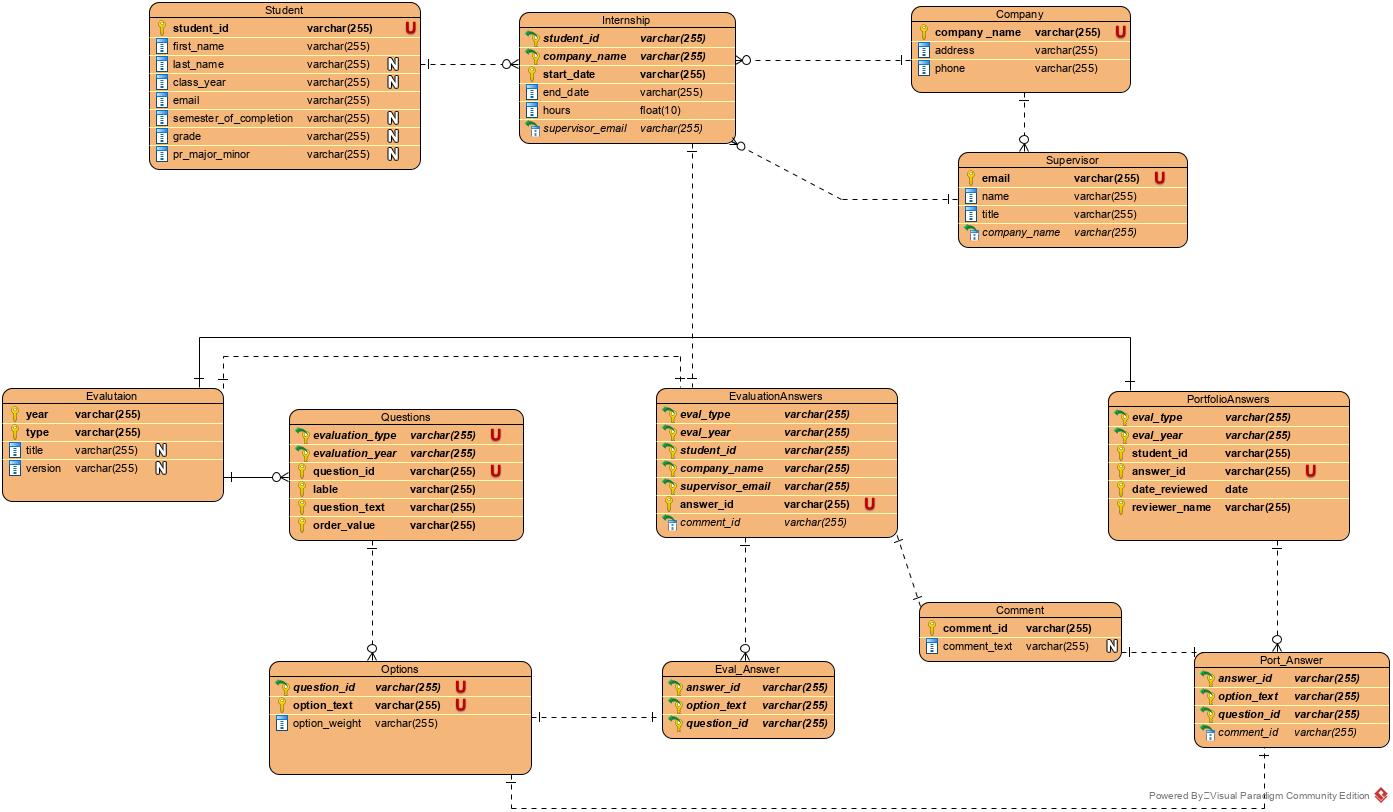 Student
student_id varchar(255) U
first_name varchar(255)
last_name varchar(255) N
class_year varchar(255) N
email varchar(255)
semester_of_completion varchar(255) N
grade varchar(255) N
pr_major_minor varchar(255) N
Internship
student_id varchar(255)
company_name varchar(255)
start_date varchar(255)
end_date varchar(255)
hours float(10)
supervisor_email varchar(255)
Company
company _name varchar(255) U
address varchar(255)
phone varchar(255)
Supervisor
email varchar(255) U
name varchar(255)
title varchar(255)
company_name varchar(255)
Evalutaion
year varchar(255)
type varchar(255)
title varchar(255) N
version varchar(255) N
Questions
evaluation_type varchar(255) U
evaluation_year varchar(255)
question_id varchar(255) U
lable varchar(255)
question_text varchar(255)
order_value varchar(255)
EvaluationAnswers
eval_type varchar(255)
eval_year varchar(255)
student_id varchar(255)
company_name varchar(255)
supervisor_email varchar(255)
answer_id varchar(255) U
comment_id varchar(255)
PortfolioAnswers
eval_type varchar(255)
eval_year varchar(255)
student_id varchar(255)
answer_id varchar(255) U
date_reviewed date
reviewer_name varchar(255)
Comment
comment_id varchar(255)
comment_text varchar(255) N
Options
question_id varchar(255) U
option_text varchar(255) U
option_weight varchar(255)
Eval_Answer
answer_id varchar(255)
option_text varchar(255)
question_id varchar(255)
Port_Answer
answer_id varchar(255)
option_text varchar(255)
question_id varchar(255)
comment_id varchar(255)
Powered By Visual Paradigm Community Edition